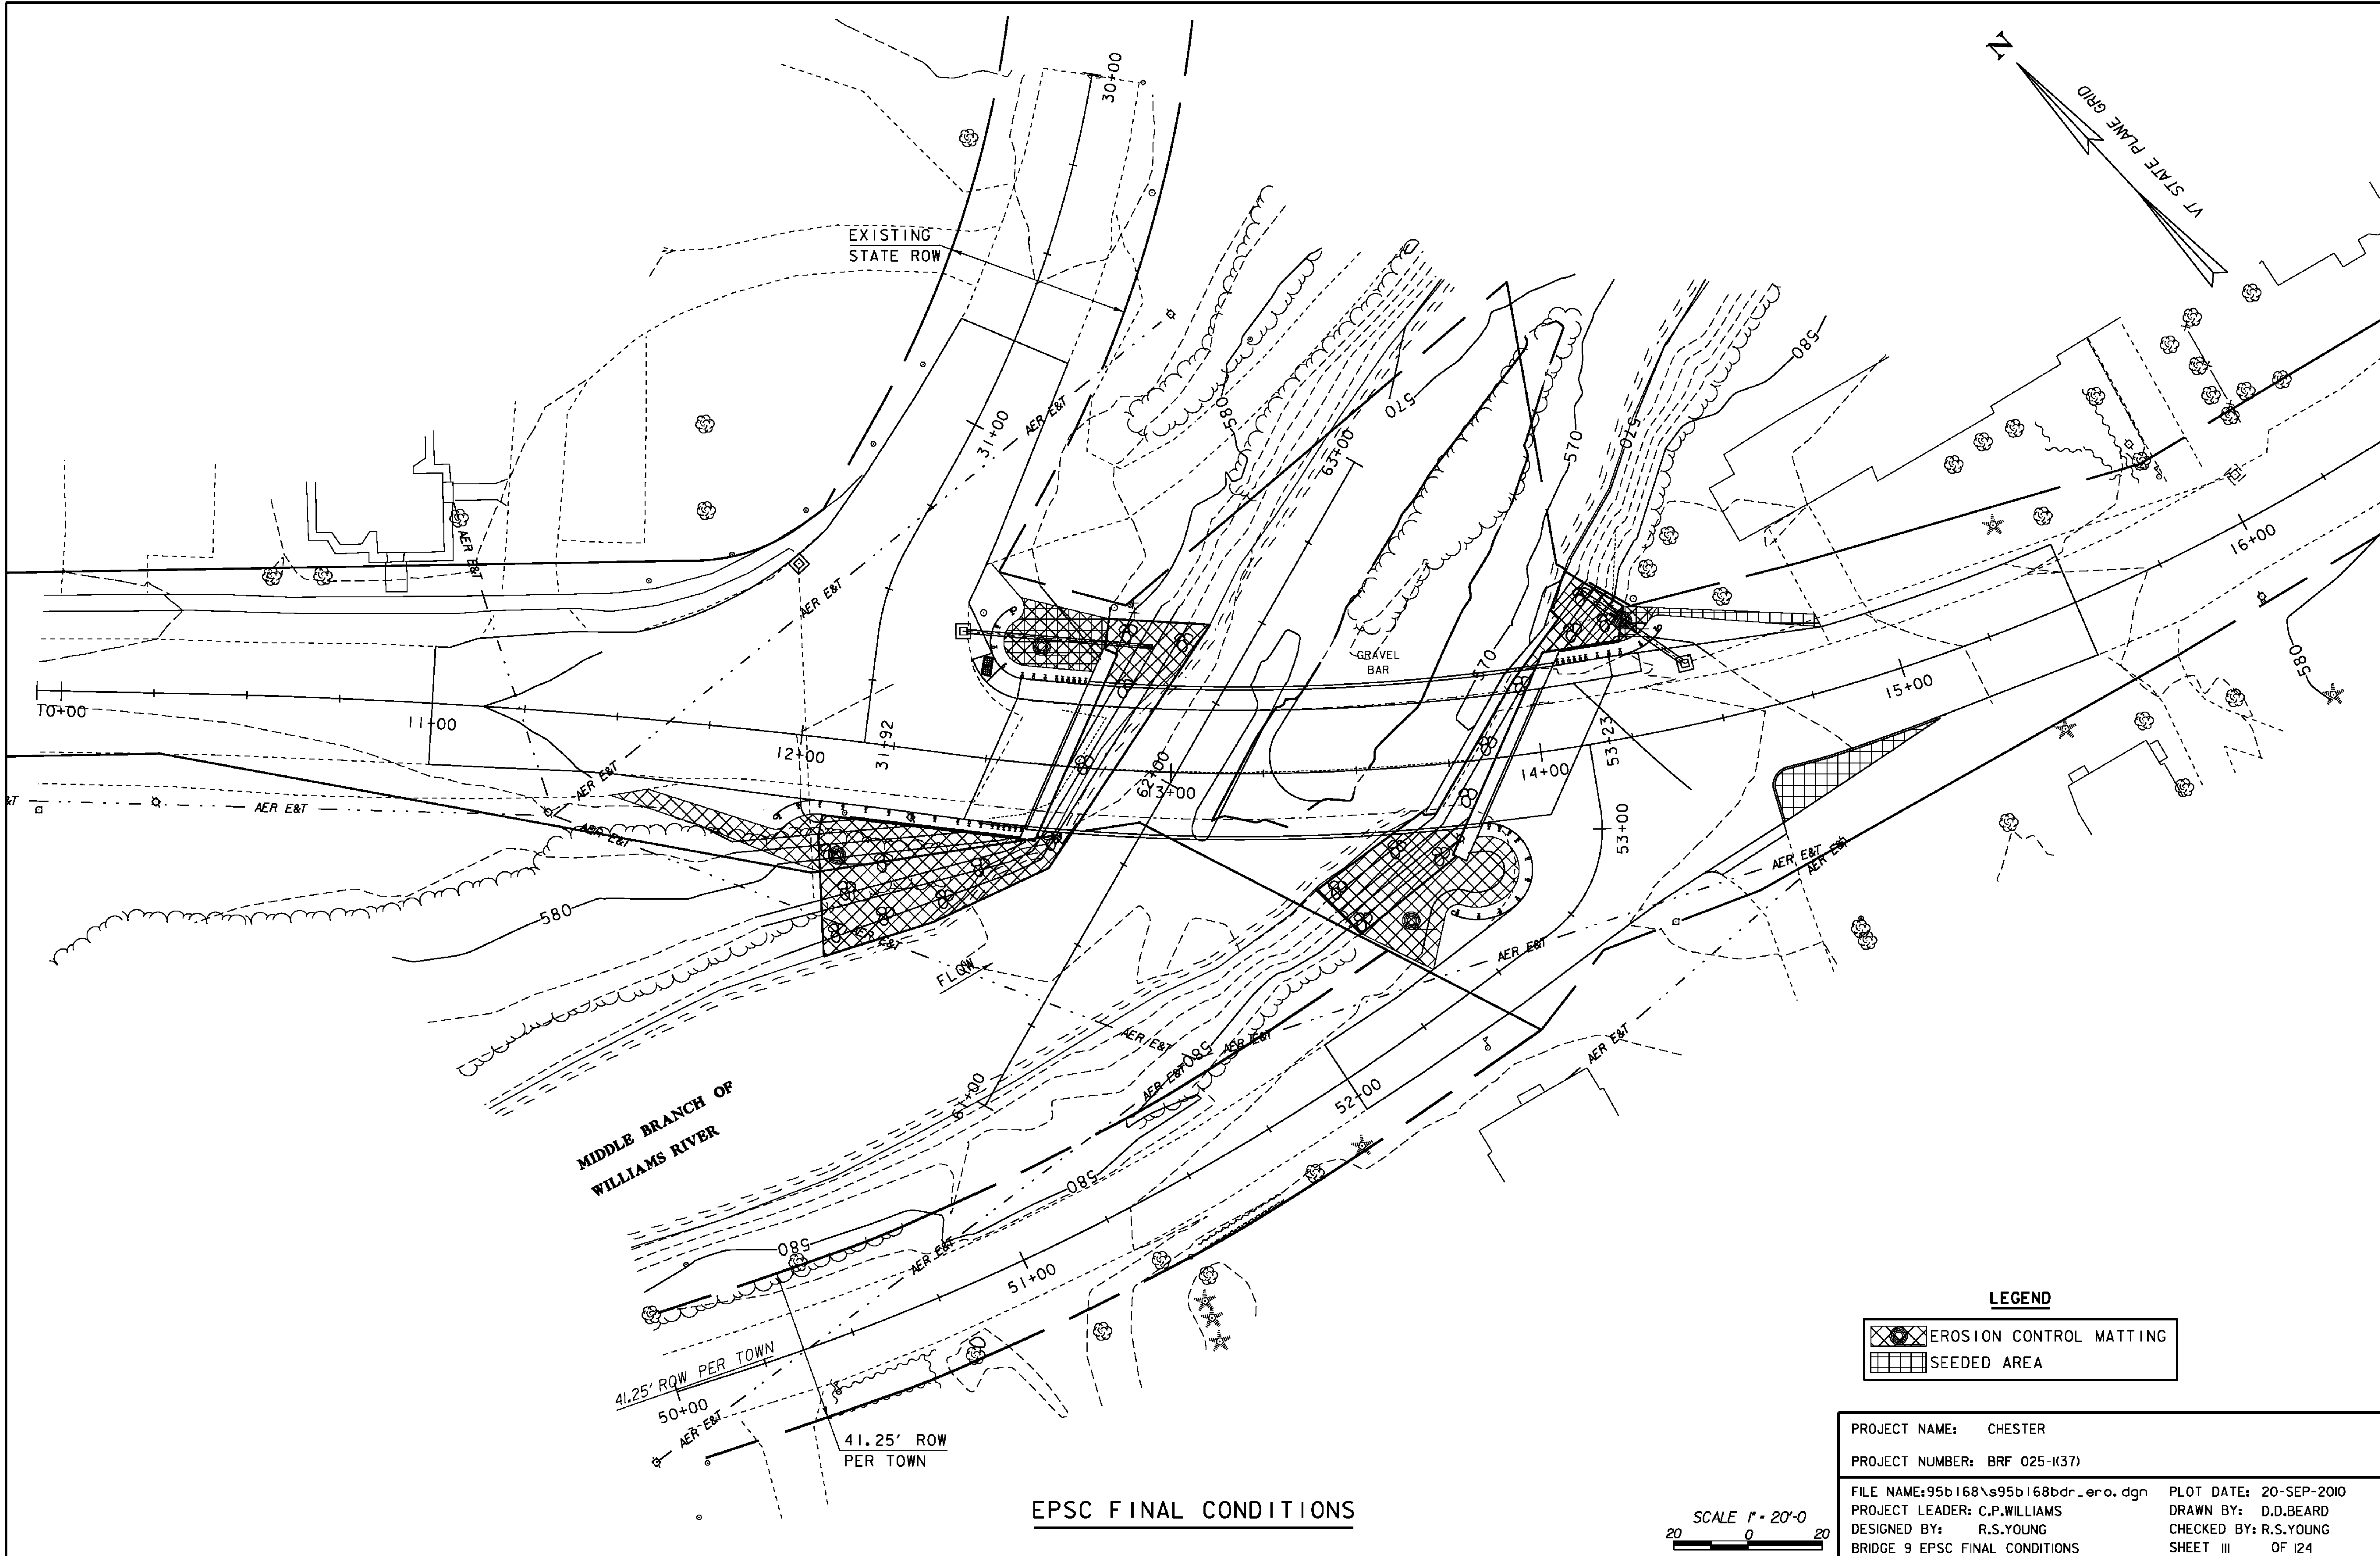 30+00
N
VT STATE PLANE GRID
EXISTING
STATE ROW
AER E&T
31+00
580
570
63+00
570
570
580
AER E&T
AER E&T
16+00
580
GRAVEL
BAR
570
15+00
10+00
11+00
12+00
31+92
62+00
13+00
14+00
53+23
53+00
AER E&T
&T
AER E&T
AER E&T
AER E&T
AER E&T
580
AER E&T
FLOW
AER E&T
AER E&T
AER E&T
580
AER E&T
AER E&T
AER E&T
61+00
52+00
MIDDLE BRANCH OF
WILLIAMS RIVER
580
580
AER E&T
51+00
41.25' ROW PER TOWN
50+00
AER E&T
41.25' ROW
PER TOWN
LEGEND
EROSION CONTROL MATTING
SEEDED AREA
EPSC FINAL CONDITIONS
SCALE 1" = 20'-0
20 0 20
PROJECT NAME: CHESTER
PROJECT NUMBER: BRF 025-1(37)
FILE NAME:95b168\s95b168bdr_ero.dgn PLOT DATE: 20-SEP-2010
PROJECT LEADER: C.P.WILLIAMS DRAWN BY: D.D.BEARD
DESIGNED BY: R.S.YOUNG CHECKED BY: R.S.YOUNG
BRIDGE 9 EPSC FINAL CONDITIONS SHEET 111 OF 124